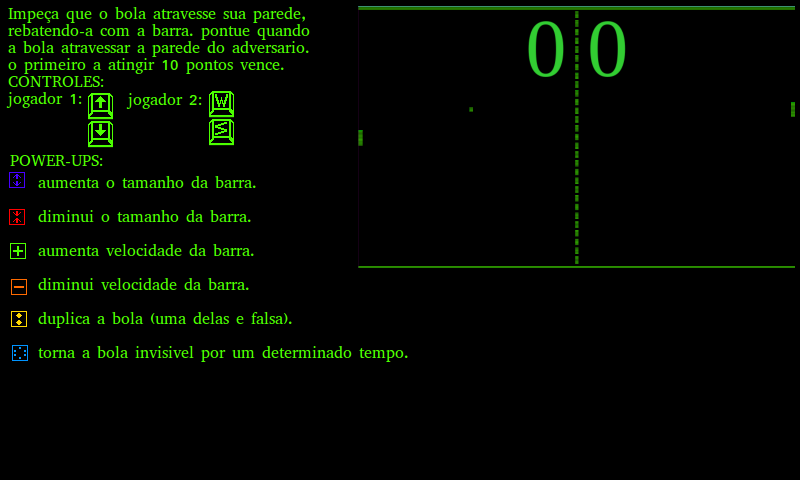 Impeça que o bola atravesse sua parede,
rebatendo-a com a barra. pontue quando
a bola atravessar a parede do adversario.
o primeiro a atingir 10 pontos vence.
CONTROLES:
jogador 1: jogador 2: W
S
POWER-UPS:
aumenta o tamanho da barra.
diminui o tamanho da barra.
aumenta velocidade da barra.
diminui velocidade da barra.
duplica a bola (uma delas e falsa).
torna a bola invisivel por um determinado tempo.
0 0